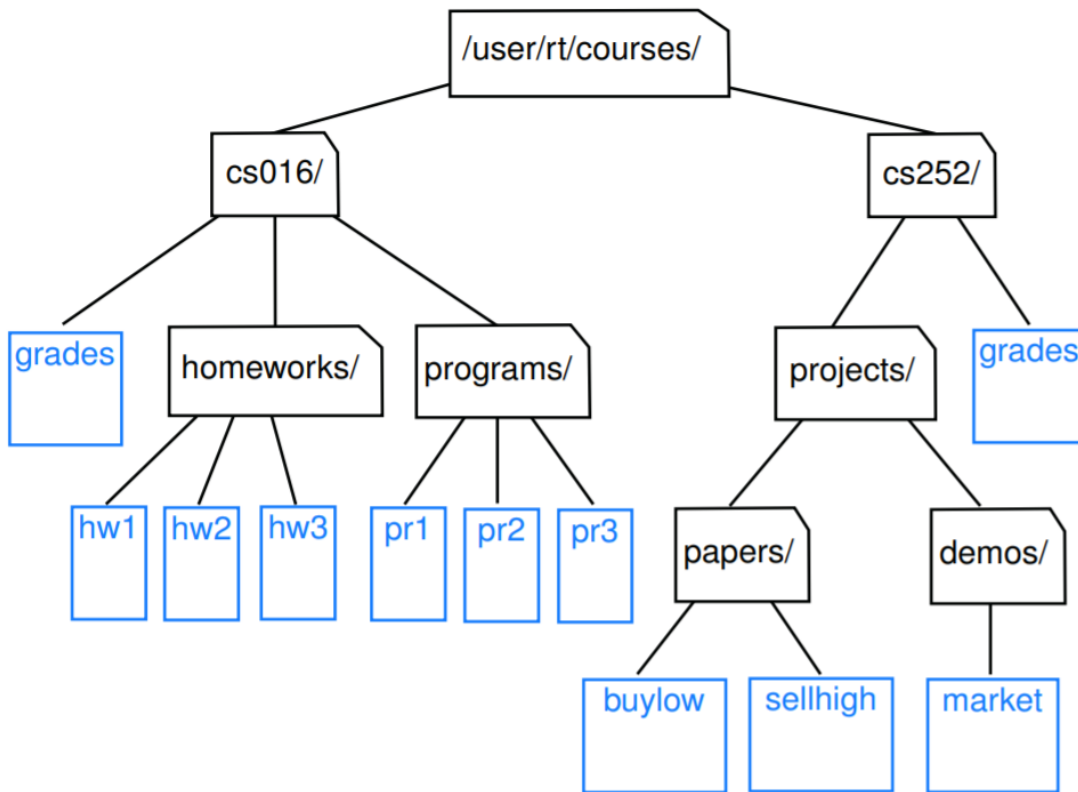 /user/rt/courses/
cs016/
cs252/
grades
homeworks/
programs/
projects/
grades
hw1
hw2
hw3
pr1
pr2
pr3
papers/
demos/
buylow
sellhigh
market